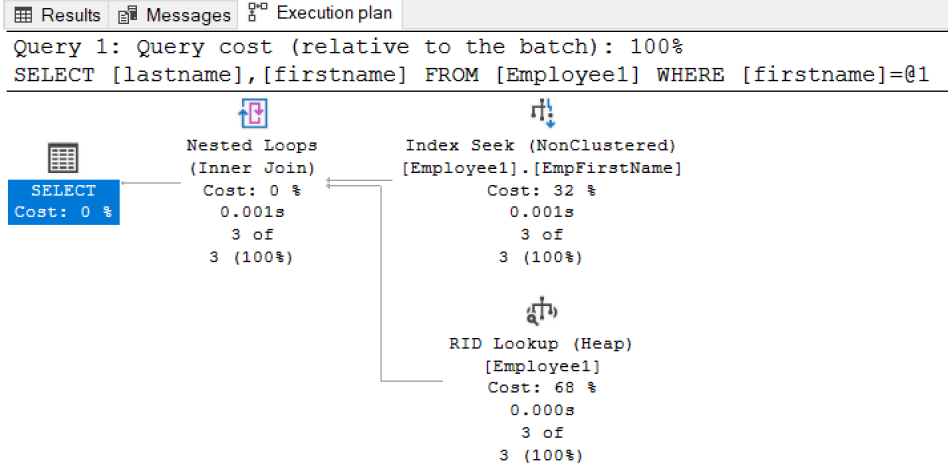 Results Messages Execution plan
Query 1: Query cost (relative to the batch): 100%
SELECT [lastname],[firstname] FROM [Employee1] WHERE [firstname]=@1
SELECT
Cost: 0 %
Nested Loops
(Inner Join)
Cost: 0 %
0.001s
3 of
3 (100%)
Index Seek (NonClustered)
[Employee1].[EmpFirstName]
Cost: 32 %
0.001s
3 of
3 (100%)
RID Lookup (Heap)
[Employee1]
Cost: 68 %
0.000s
3 of
3 (100%)